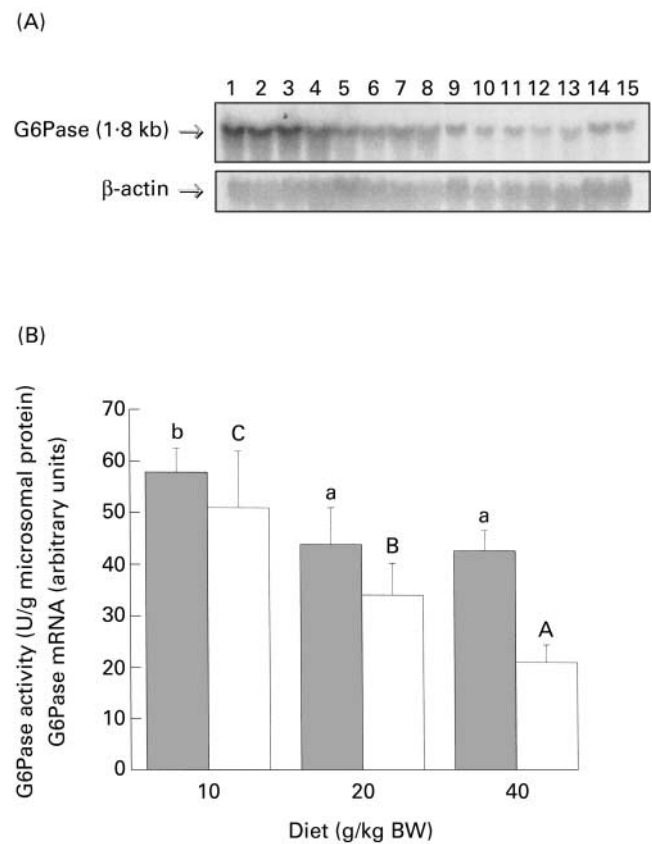 (A)
1 2 3 4 5 6 7 8 9 10 11 12 13 14 15
G6Pase (1·8 kb) →
β-actin →
(B)
G6Pase activity (U/g microsomal protein)
G6Pase mRNA (arbitrary units)
70
60
50
40
30
20
10
0
b
C
a
B
a
A
10 20 40
Diet (g/kg BW)